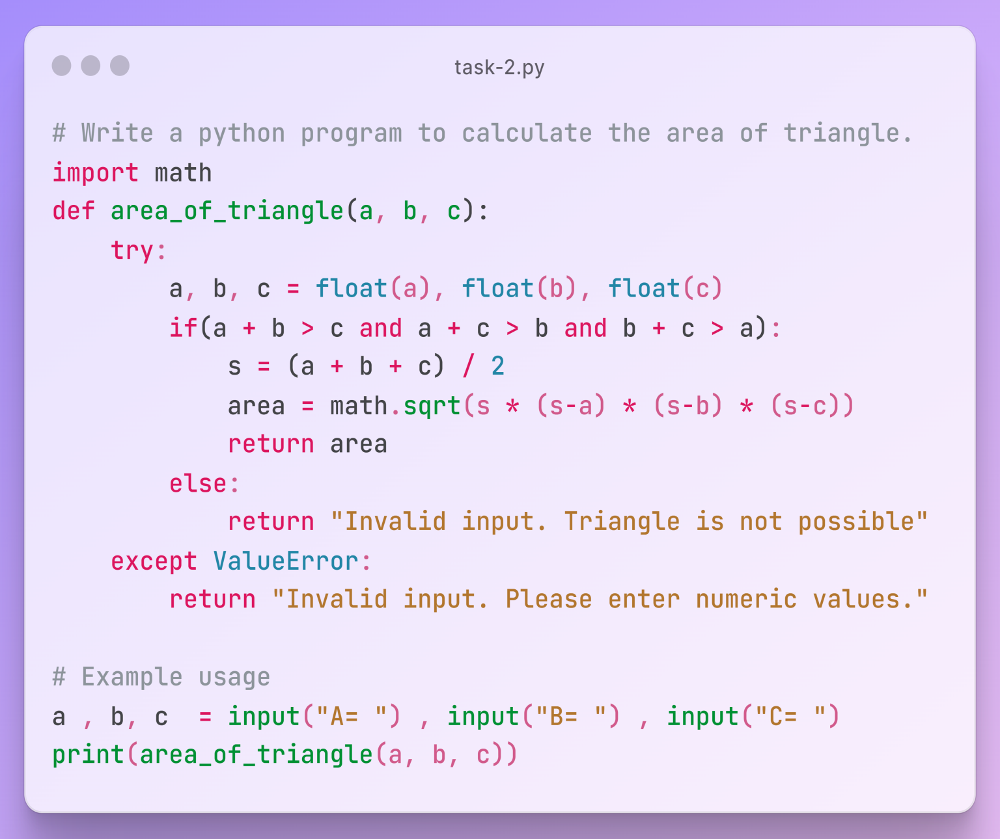 task-2.py
# Write a python program to calculate the area of triangle.
import math
def area_of_triangle(a, b, c):
    try:
        a, b, c = float(a), float(b), float(c)
        if(a + b > c and a + c > b and b + c > a):
            s = (a + b + c) / 2
            area = math.sqrt(s * (s-a) * (s-b) * (s-c))
            return area
        else:
            return "Invalid input. Triangle is not possible"
    except ValueError:
        return "Invalid input. Please enter numeric values."

# Example usage
a , b, c  = input("A= ") , input("B= ") , input("C= ")
print(area_of_triangle(a, b, c))